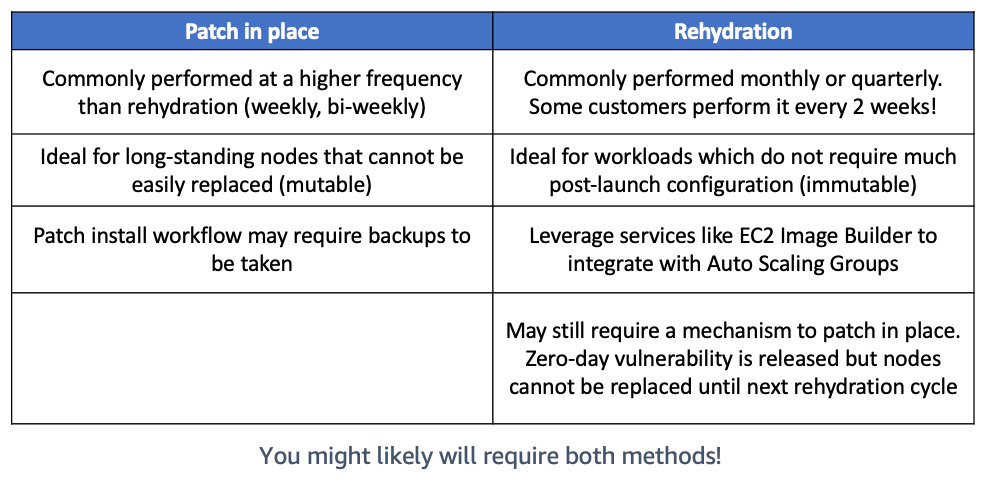 Patch in place
Rehydration
Commonly performed at a higher frequency
than rehydration (weekly, bi-weekly)
Commonly performed monthly or quarterly.
Some customers perform it every 2 weeks!
Ideal for long-standing nodes that cannot be
easily replaced (mutable)
Ideal for workloads which do not require much
post-launch configuration (immutable)
Patch install workflow may require backups to
be taken
Leverage services like EC2 Image Builder to
integrate with Auto Scaling Groups
May still require a mechanism to patch in place.
Zero-day vulnerability is released but nodes
cannot be replaced until next rehydration cycle
You might likely will require both methods!